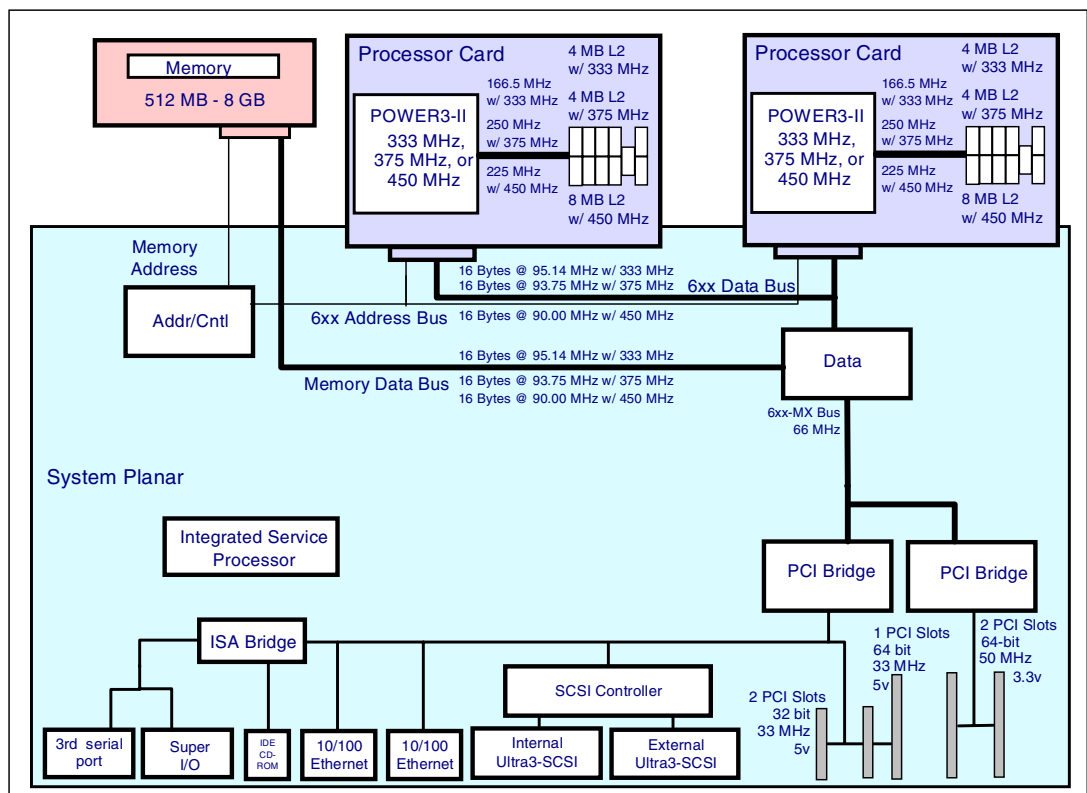 Memory
512 MB - 8 GB
Processor Card
4 MB L2
w/ 333 MHz
166.5 MHz
w/ 333 MHz
4 MB L2
w/ 375 MHz
POWER3-II
333 MHz,
375 MHz, or
450 MHz
250 MHz
w/ 375 MHz
225 MHz
w/ 450 MHz
8 MB L2
w/ 450 MHz
Processor Card
4 MB L2
w/ 333 MHz
166.5 MHz
w/ 333 MHz
4 MB L2
w/ 375 MHz
POWER3-II
333 MHz,
375 MHz, or
450 MHz
250 MHz
w/ 375 MHz
225 MHz
w/ 450 MHz
8 MB L2
w/ 450 MHz
Memory
Address
Addr/Cntl
16 Bytes @ 95.14 MHz w/ 333 MHz
16 Bytes @ 93.75 MHz w/ 375 MHz
6xx Data Bus
6xx Address Bus
16 Bytes @ 90.00 MHz w/ 450 MHz
Data
16 Bytes @ 95.14 MHz w/ 333 MHz
Memory Data Bus
16 Bytes @ 93.75 MHz w/ 375 MHz
16 Bytes @ 90.00 MHz w/ 450 MHz
6xx-MX Bus
66 MHz
System Planar
Integrated Service
Processor
PCI Bridge
PCI Bridge
ISA Bridge
1 PCI Slots
64 bit
33 MHz
5v
2 PCI Slots
64-bit
50 MHz
3.3v
SCSI Controller
2 PCI Slots
32 bit
33 MHz
5v
3rd serial
port
Super
I/O
IDE
CD-
ROM
10/100
Ethernet
10/100
Ethernet
Internal
Ultra3-SCSI
External
Ultra3-SCSI